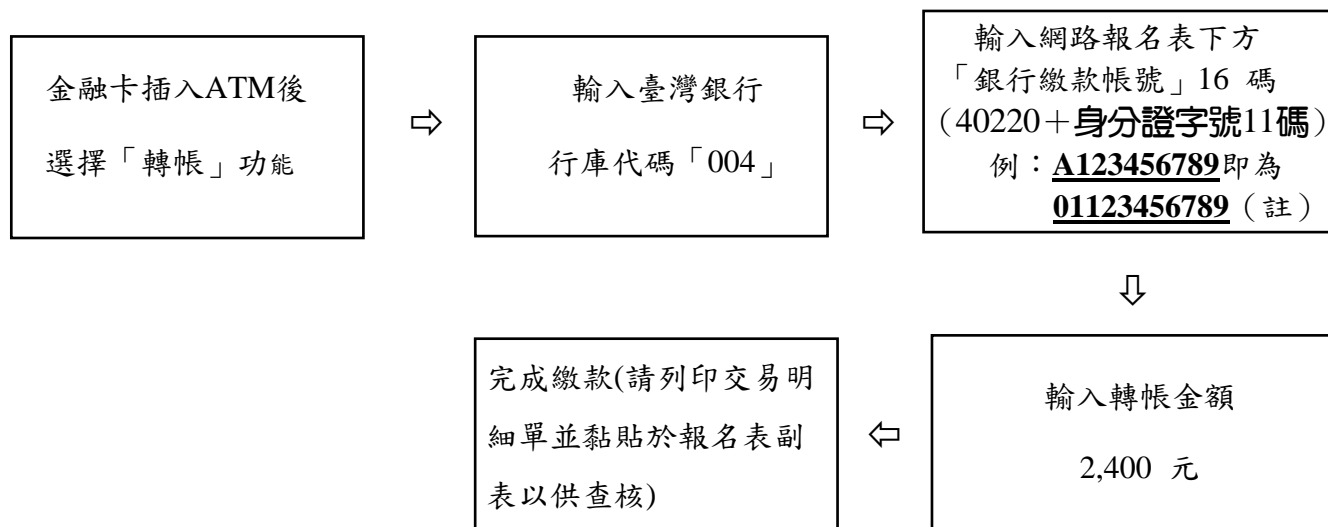 金融卡插入ATM後
選擇「轉帳」功能
輸入臺灣銀行
行庫代碼「004」
輸入網路報名表下方
「銀行繳款帳號」16 碼
（40220＋身分證字號11碼）
例：A123456789即為
01123456789（註）
輸入轉帳金額
2,400 元
完成繳款(請列印交易明
細單並黏貼於報名表副
表以供查核)